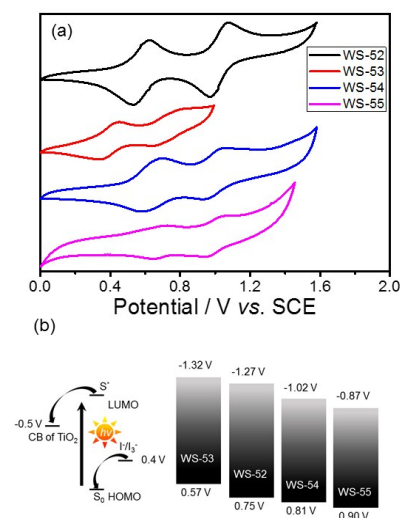 (a)
WS-52
WS-53
WS-54
WS-55
0.0 0.4 0.8 1.2 1.6 2.0
Potential / V vs. SCE
(b)
-1.32 V
-1.27 V
-1.02 V
-0.87 V
S*
LUMO
-0.5 V
CB of TiO2
hv
I-/I3-
0.4 V
S0 HOMO
WS-53
WS-52
WS-54
WS-55
0.57 V
0.75 V
0.81 V
0.90 V